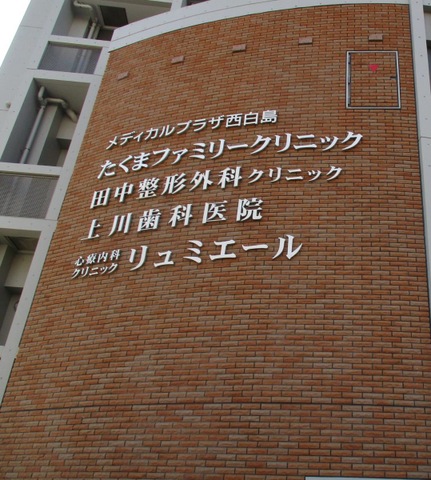 メディカルプラザ西白島
たくまファミリークリニック
田中整形外科クリニック
上川歯科医院
心療内科
クリニック リュミエール